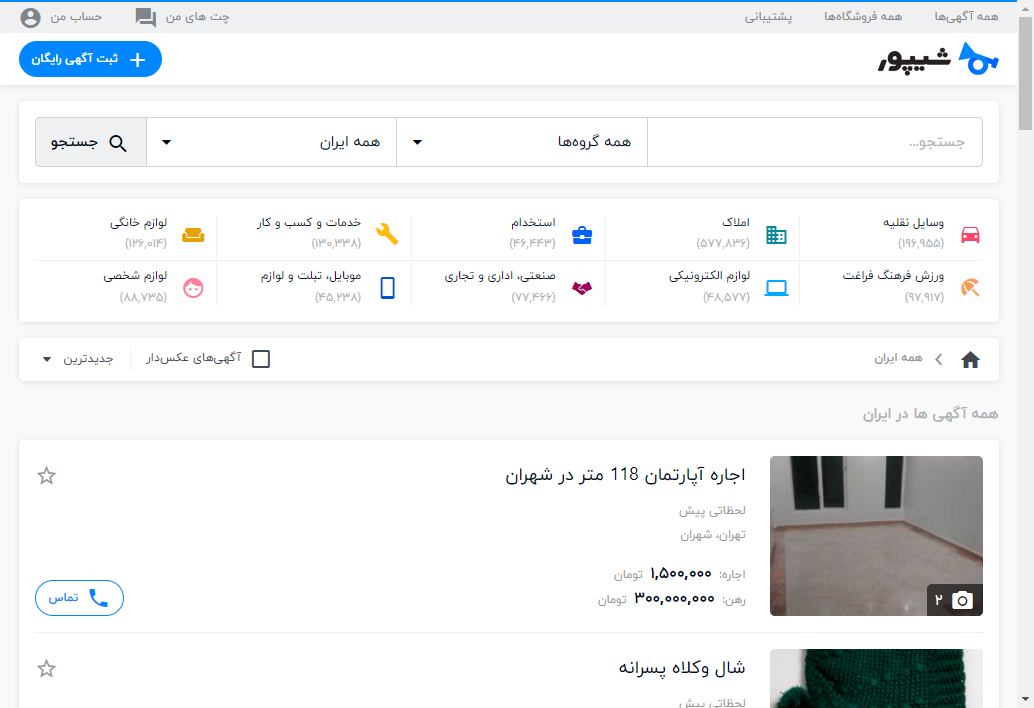 همه آگهی‌ها همه فروشگاه‌ها پشتیبانی چت های من حساب من
شیپور ثبت آگهی رایگان
جستجو... همه گروه‌ها همه ایران جستجو
وسایل نقلیه املاک استخدام خدمات و کسب و کار لوازم خانگی
(۱۹۶,۹۵۵) (۵۷۷,۸۳۶) (۴۶,۴۴۳) (۱۳۰,۳۳۸) (۱۲۶,۰۱۴)
ورزش فرهنگ فراغت لوازم الکترونیکی صنعتی، اداری و تجاری موبایل، تبلت و لوازم لوازم شخصی
(۹۷,۹۱۷) (۴۸,۵۷۷) (۷۷,۴۶۶) (۴۵,۲۳۸) (۸۸,۷۳۵)
همه ایران آگهی‌های عکس‌دار جدیدترین
همه آگهی ها در ایران
اجاره آپارتمان 118 متر در شهران
لحظاتی پیش
تهران، شهران
اجاره: ۱,۵۰۰,۰۰۰ تومان
رهن: ۳۰۰,۰۰۰,۰۰۰ تومان
تماس
۲
شال وکلاه پسرانه
لحظاتی پیش